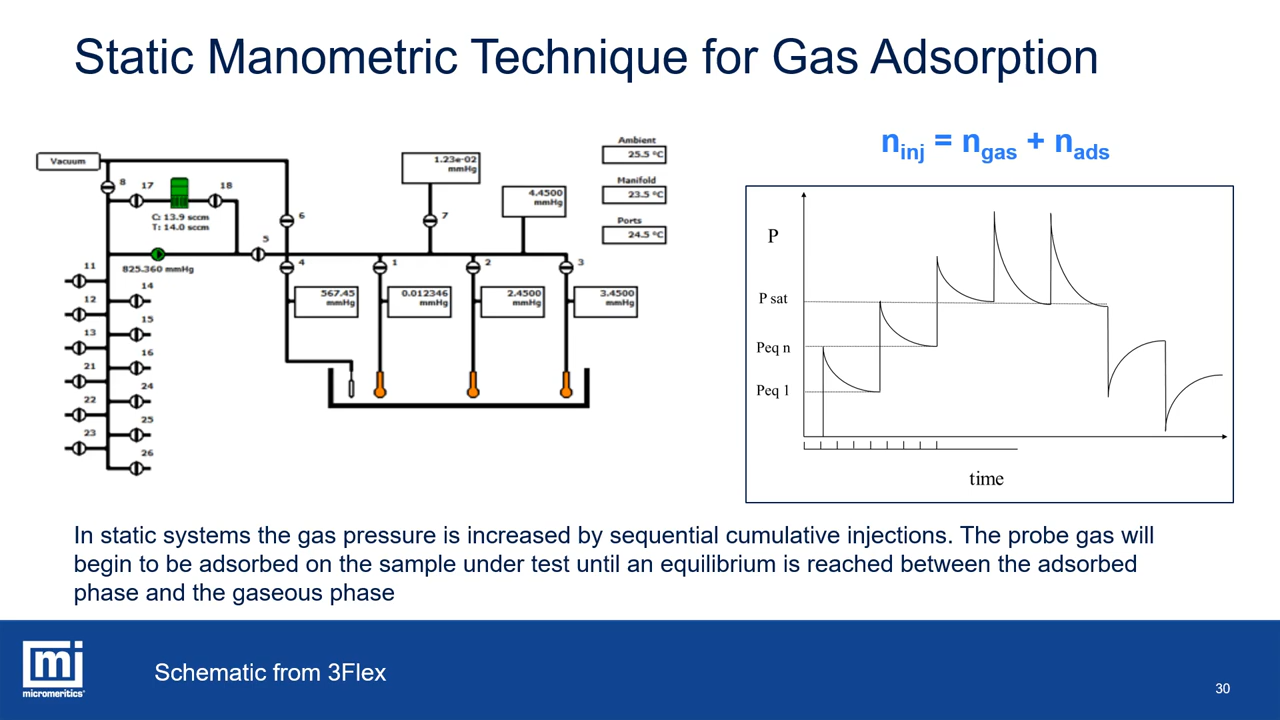 Static Manometric Technique for Gas Adsorption
Vacuum
8
17
18
C: 13.9 sccm
T: 14.0 sccm
6
5
825.360 mmHg
1.23e-02
mmHg
7
4.4500
mmHg
Ambient
25.5 °C
Manifold
23.5 °C
Ports
24.5 °C
4
1
2
3
567.45
mmHg
0.012346
mmHg
2.4500
mmHg
3.4500
mmHg
11
14
12
15
13
16
21
24
22
25
23
26
ninj = ngas + nads
P
P sat
Peq n
Peq 1
time
In static systems the gas pressure is increased by sequential cumulative injections. The probe gas will
begin to be adsorbed on the sample under test until an equilibrium is reached between the adsorbed
phase and the gaseous phase
mi
micromeritics®
Schematic from 3Flex
30